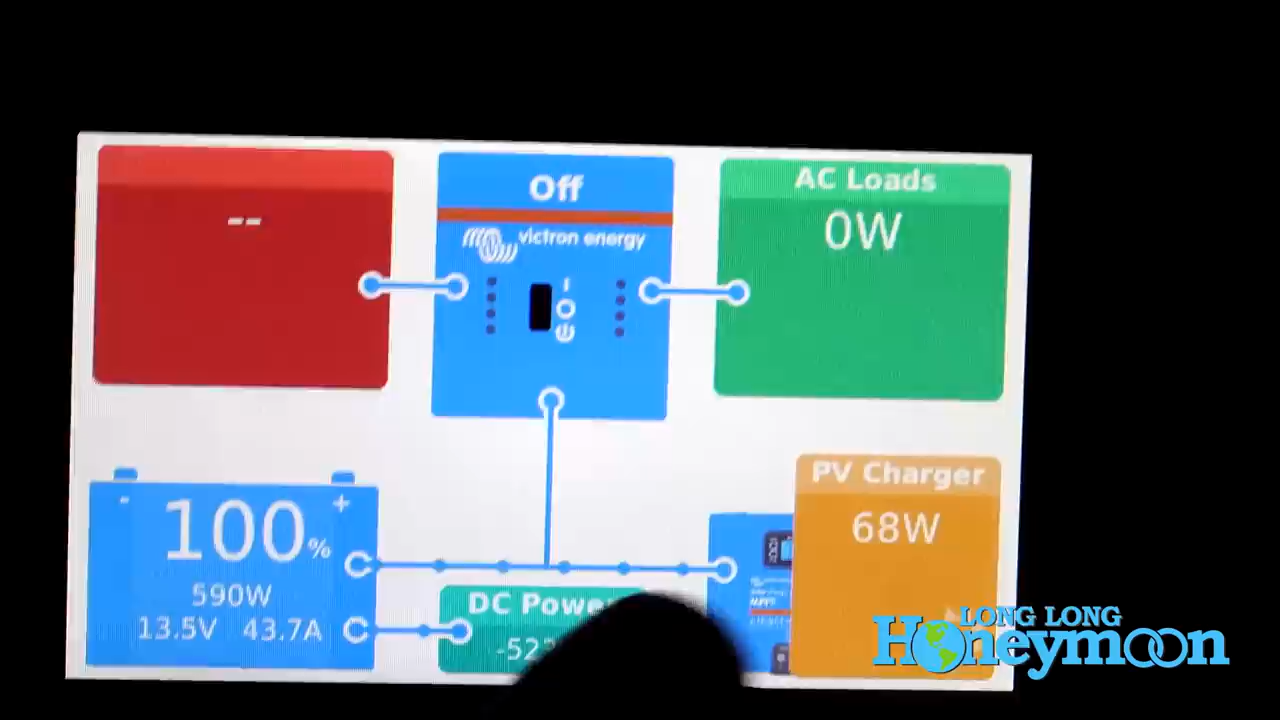 --
Off
victron energy
AC Loads
0W
- +
100%
590W
13.5V 43.7A
DC
PV Charger
68W
LONG LONG
Honeymoon